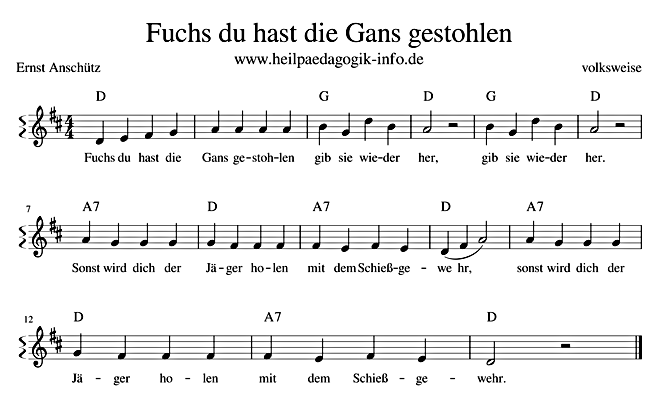 Fuchs du hast die Gans gestohlen
www.heilpaedagogik-info.de
Ernst Anschütz volksweise
D G D G D
4
4
Fuchs du hast die Gans ge-stoh-len gib sie wie-der her, gib sie wie-der her.
7 A7 D A7 D A7
Sonst wird dich der Jä-ger ho-len mit dem Schieß-ge-we hr, sonst wird dich der
12 D A7 D
Jä-ger ho-len mit dem Schieß-ge-wehr.